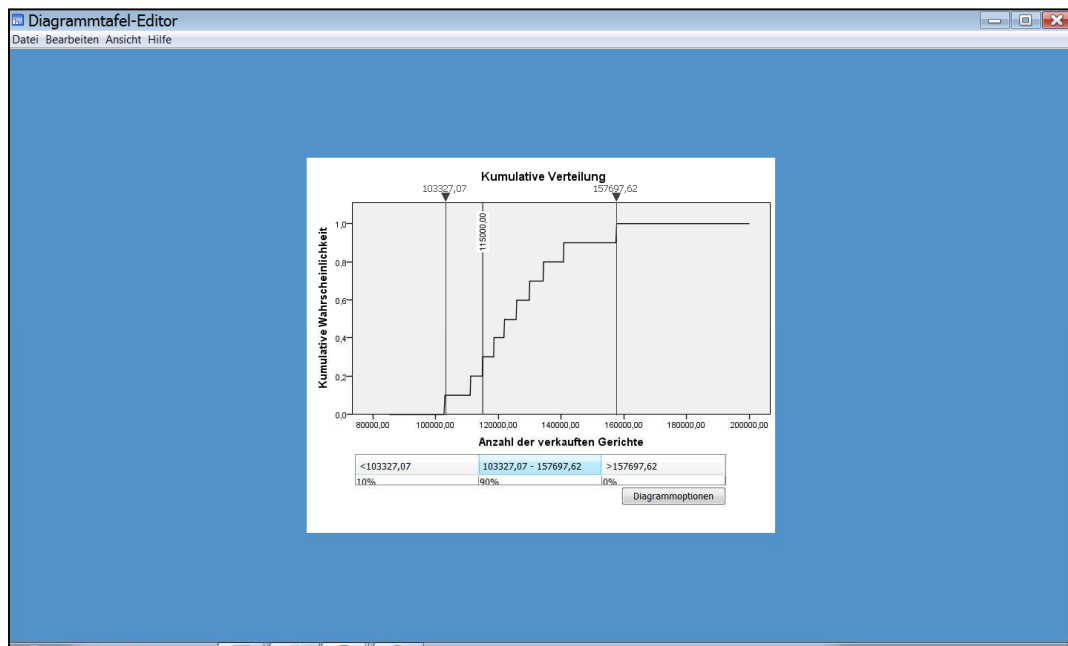 Diagrammtafel-Editor
Datei Bearbeiten Ansicht Hilfe
Kumulative Verteilung
103327,07 157697,62
115000,00
Kumulative Wahrscheinlichkeit
1,0
0,8
0,6
0,4
0,2
0,0
80000,00 100000,00 120000,00 140000,00 160000,00 180000,00 200000,00
Anzahl der verkauften Gerichte
<103327,07 103327,07 - 157697,62 >157697,62
10% 90% 0%
Diagrammoptionen